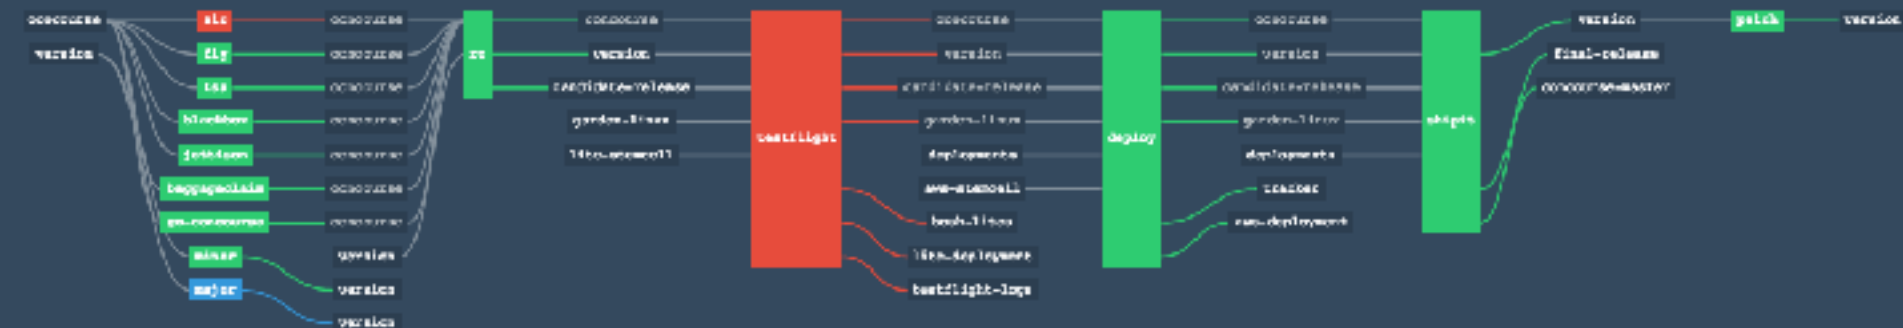 concourse
version
atc
fly
tsa
blackbox
jettison
baggageclaim
go-concourse
minor
major
concourse
concourse
concourse
concourse
concourse
concourse
concourse
version
version
version
rc
concourse
version
candidate-release
garden-linux
lite-stemcell
testflight
concourse
version
candidate-release
garden-linux
deployments
aws-stemcell
bosh-lites
lite-deployment
testflight-logs
deploy
concourse
version
candidate-release
garden-linux
deployments
tracker
aws-deployment
shipit
version
final-release
concourse-master
patch
version